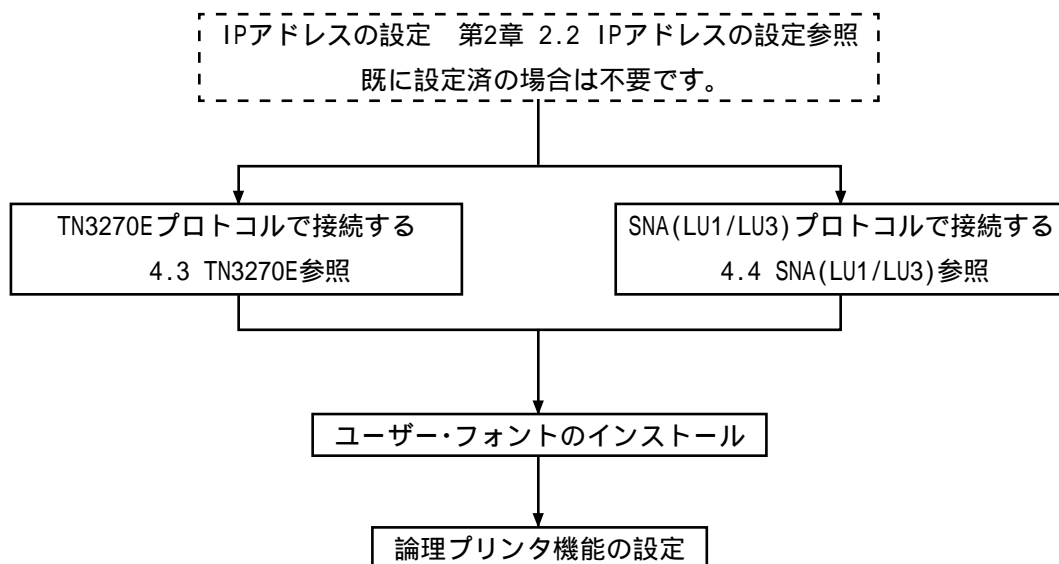 IPアドレスの設定　第2章 2.2 IPアドレスの設定参照
既に設定済の場合は不要です。
TN3270Eプロトコルで接続する
4.3 TN3270E参照
SNA(LU1/LU3)プロトコルで接続する
4.4 SNA(LU1/LU3)参照
ユーザー・フォントのインストール
論理プリンタ機能の設定